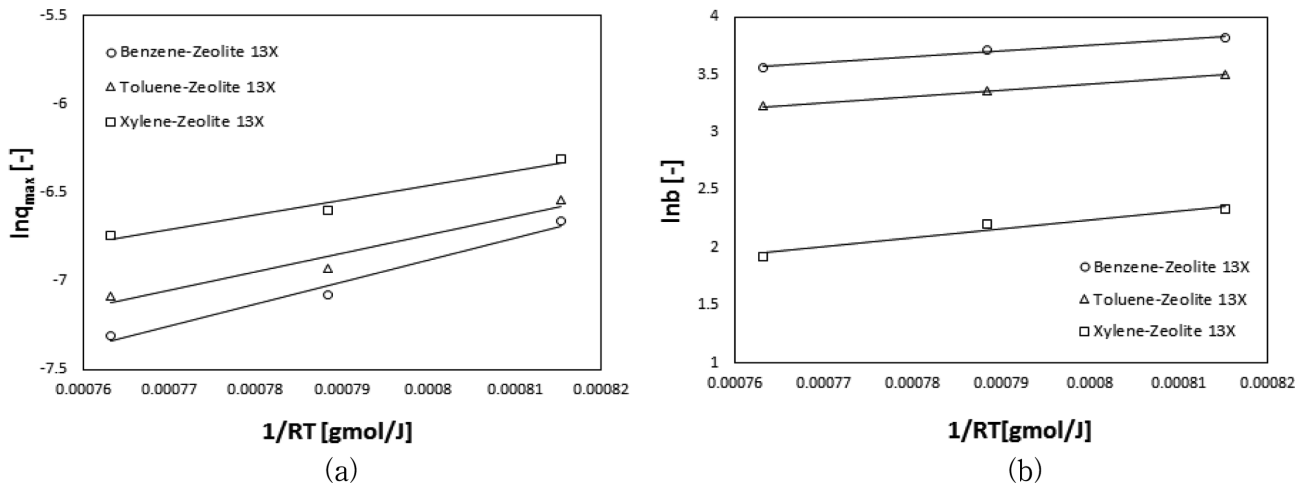 -5.5
-6
-6.5
-7
-7.5
lnqmax [-]
Benzene-Zeolite 13X
Toluene-Zeolite 13X
Xylene-Zeolite 13X
0.00076 0.00077 0.00078 0.00079 0.0008 0.00081 0.00082
1/RT [gmol/J]
(a)
4
3.5
3
2.5
2
1.5
1
lnb [-]
Benzene-Zeolite 13X
Toluene-Zeolite 13X
Xylene-Zeolite 13X
0.00076 0.00077 0.00078 0.00079 0.0008 0.00081 0.00082
1/RT[gmol/J]
(b)